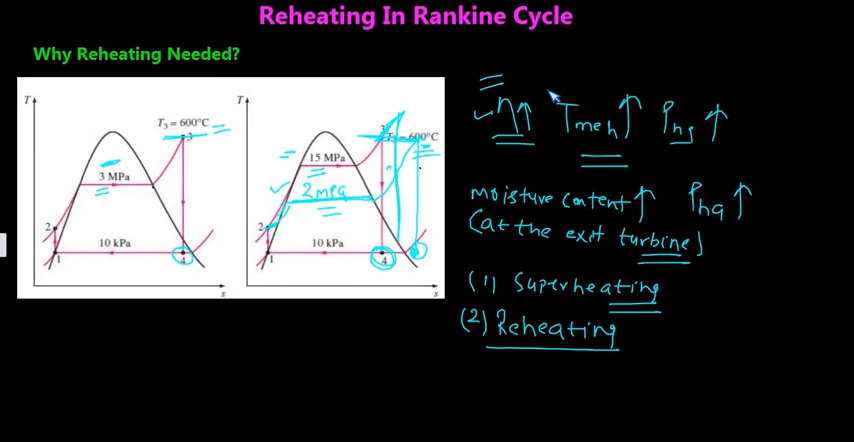 Reheating In Rankine Cycle
Why Reheating Needed?
T
T₃ = 600°C
3
3 MPa
2
10 kPa
1
4
s
T
3
= 600°C
15 MPa
2 mpa
2
10 kPa
1
4
s
η↑ Tmeh↑ Phg↑
moisture content↑ Phg↑
(at the exit turbine)
(1) Superheating
(2) Reheating